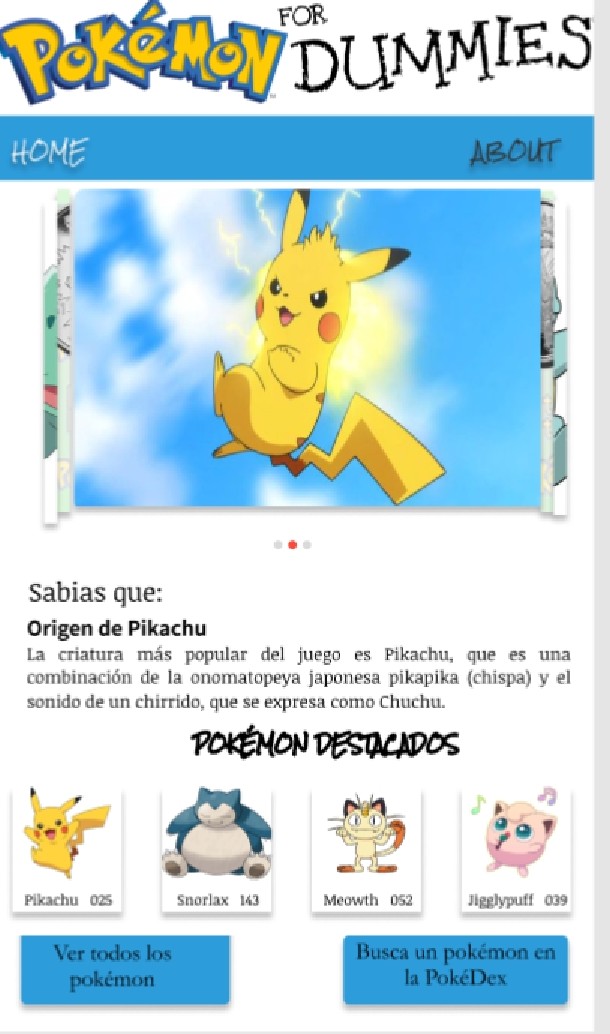 POKéMON FOR DUMMIES
HOME ABOUT
Sabias que:
Origen de Pikachu
La criatura más popular del juego es Pikachu, que es una
combinación de la onomatopeya japonesa pikapika (chispa) y el
sonido de un chirrido, que se expresa como Chuchu.
POKÉMON DESTACADOS
Pikachu 025
Snorlax 143
Meowth 052
Jigglypuff 039
Ver todos los
pokémon
Busca un pokémon en
la PokéDex